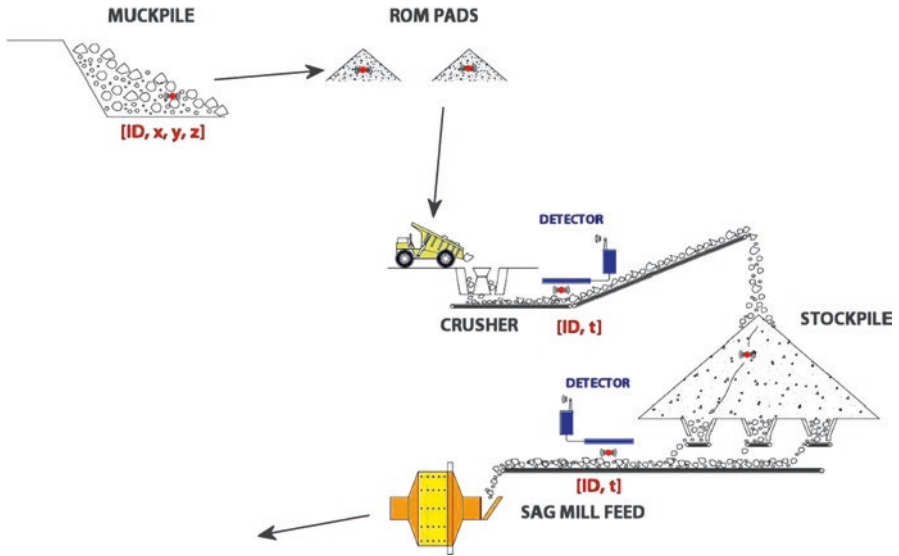 MUCKPILE
ROM PADS
[ID, x, y, z]
DETECTOR
CRUSHER
[ID, t]
STOCKPILE
DETECTOR
[ID, t]
SAG MILL FEED